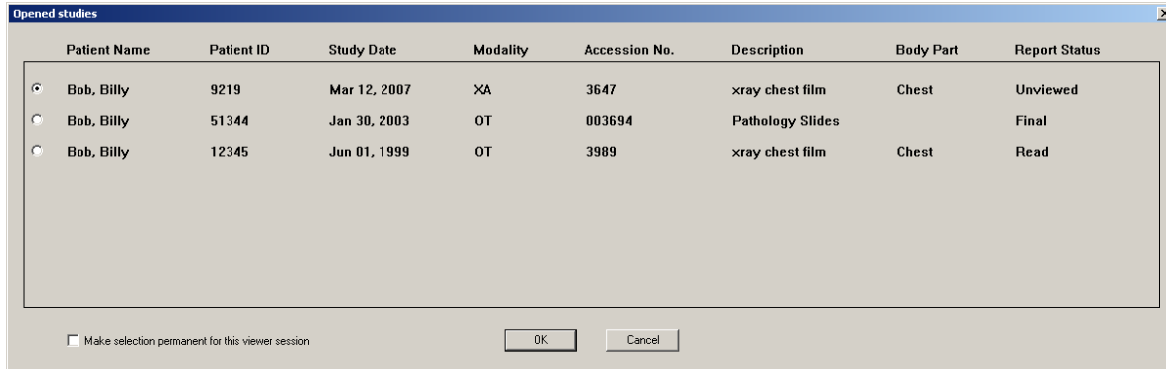 Opened studies
Patient Name Patient ID Study Date Modality Accession No. Description Body Part Report Status
Bob, Billy 9219 Mar 12, 2007 XA 3647 xray chest film Chest Unviewed
Bob, Billy 51344 Jan 30, 2003 OT 003694 Pathology Slides Final
Bob, Billy 12345 Jun 01, 1999 OT 3989 xray chest film Chest Read
Make selection permanent for this viewer session OK Cancel